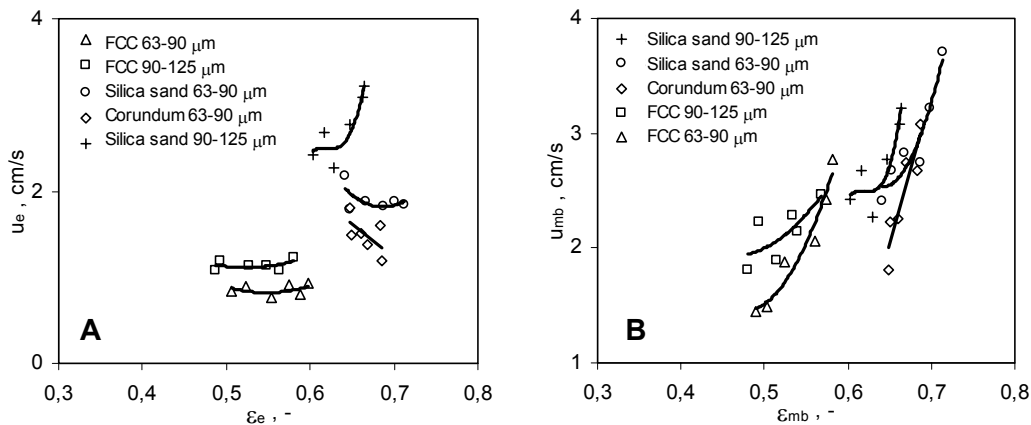 4
FCC 63-90 μm
FCC 90-125 μm
Silica sand 63-90 μm
Corundum 63-90 μm
Silica sand 90-125 μm
2
0
A
u_e, cm/s
0,3 0,4 0,5 0,6 0,7 0,8
ε_e , -
4
Silica sand 90-125 μm
Silica sand 63-90 μm
Corundum 63-90 μm
FCC 90-125 μm
FCC 63-90 μm
3
2
1
B
u_mb, cm/s
0,3 0,4 0,5 0,6 0,7 0,8
ε_mb , -